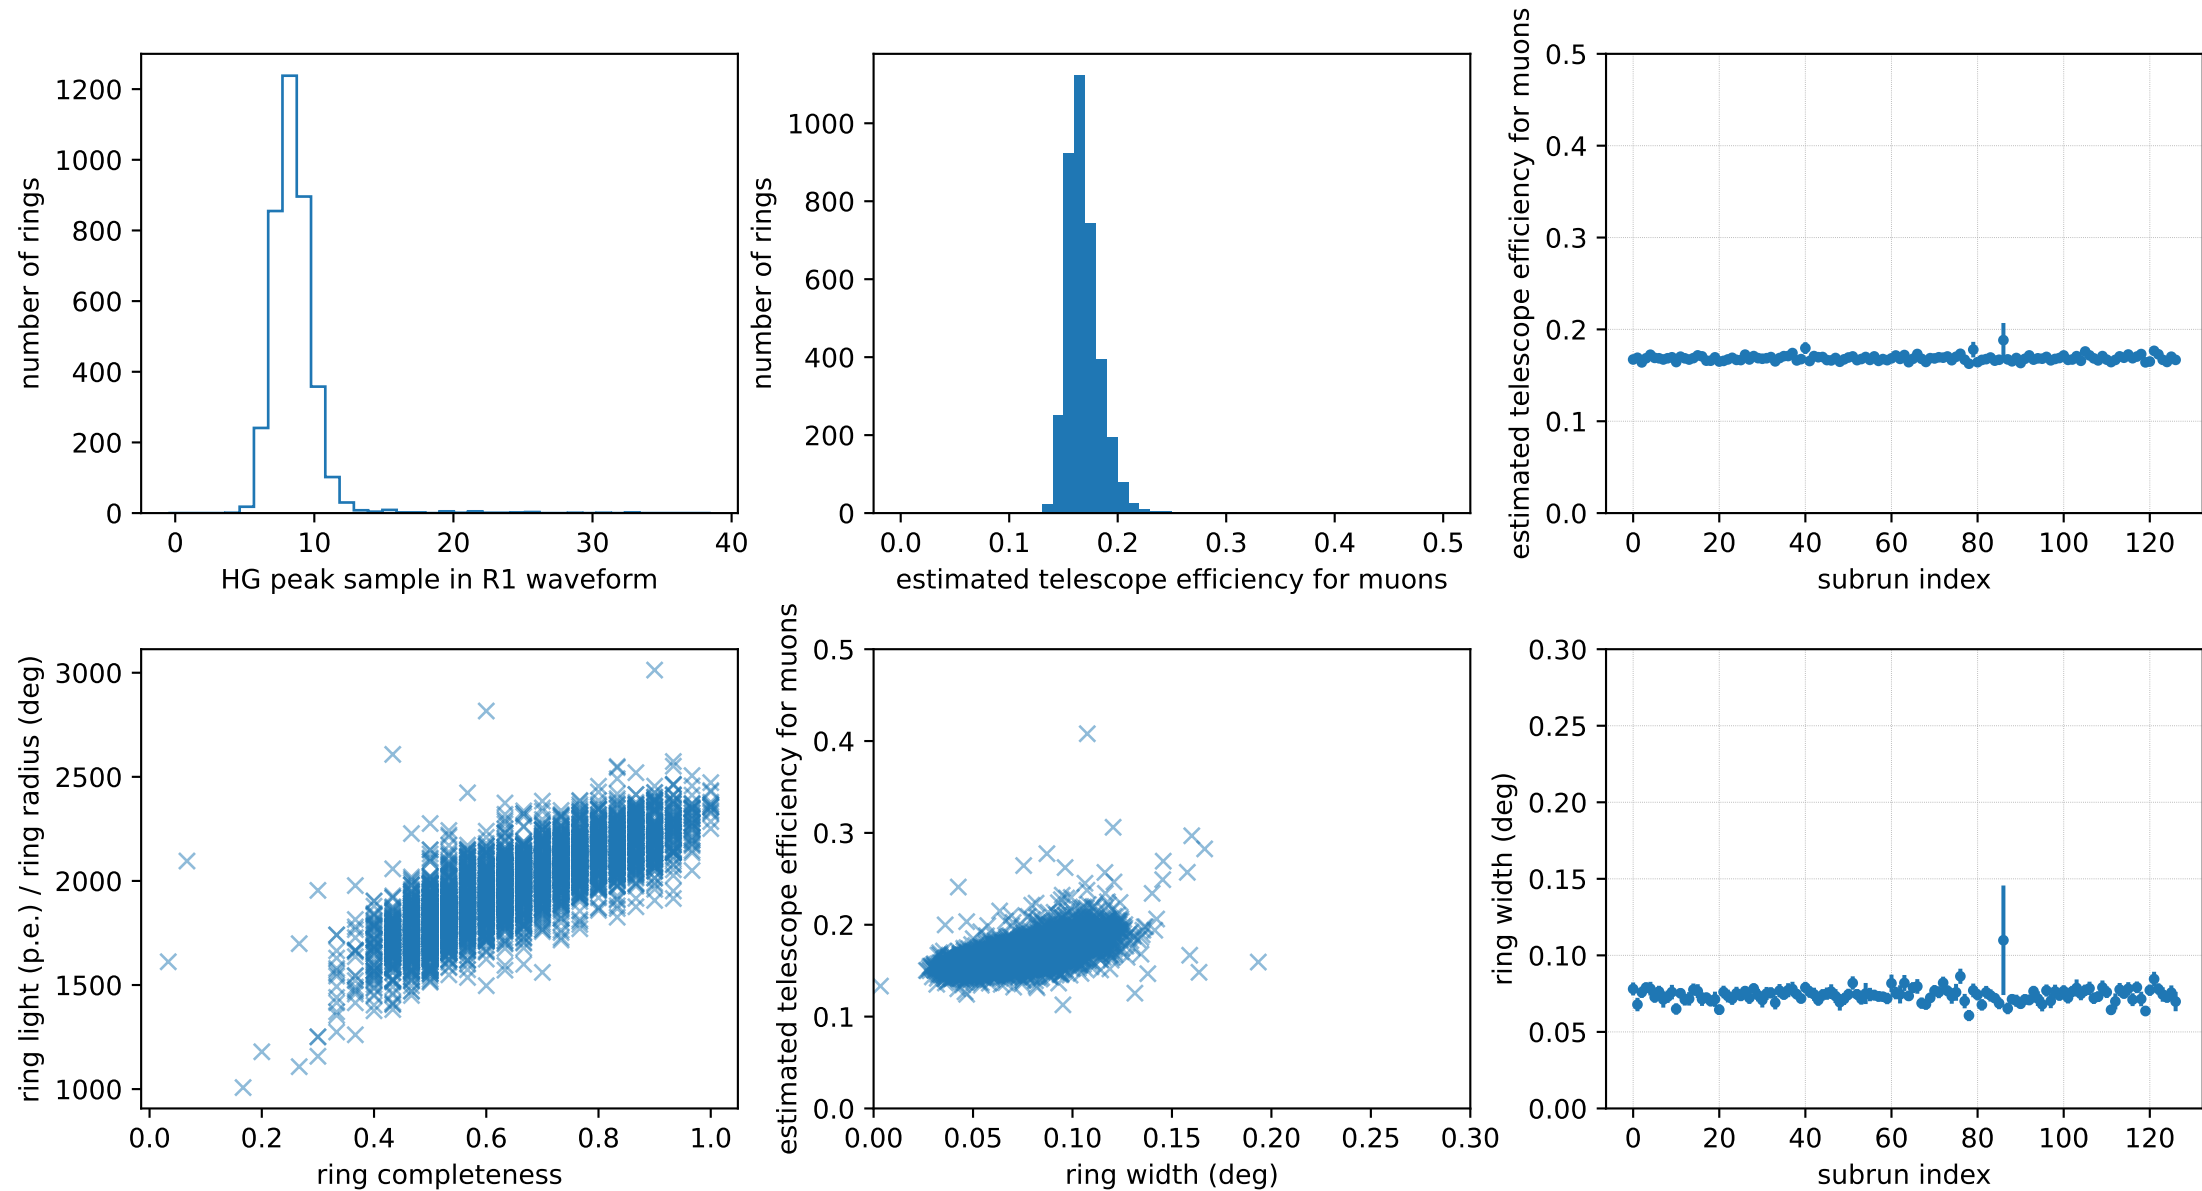 number of rings
1200
1000
800
600
400
200
0
0 10 20 30 40
HG peak sample in R1 waveform
number of rings
1000
800
600
400
200
0
0.0 0.1 0.2 0.3 0.4 0.5
estimated telescope efficiency for muons
estimated telescope efficiency for muons
0.5
0.4
0.3
0.2
0.1
0.0
0 20 40 60 80 100 120
subrun index
ring light (p.e.) / ring radius (deg)
3000
2500
2000
1500
1000
0.0 0.2 0.4 0.6 0.8 1.0
ring completeness
estimated telescope efficiency for muons
0.5
0.4
0.3
0.2
0.1
0.0
0.00 0.05 0.10 0.15 0.20 0.25 0.30
ring width (deg)
ring width (deg)
0.30
0.25
0.20
0.15
0.10
0.05
0.00
0 20 40 60 80 100 120
subrun index